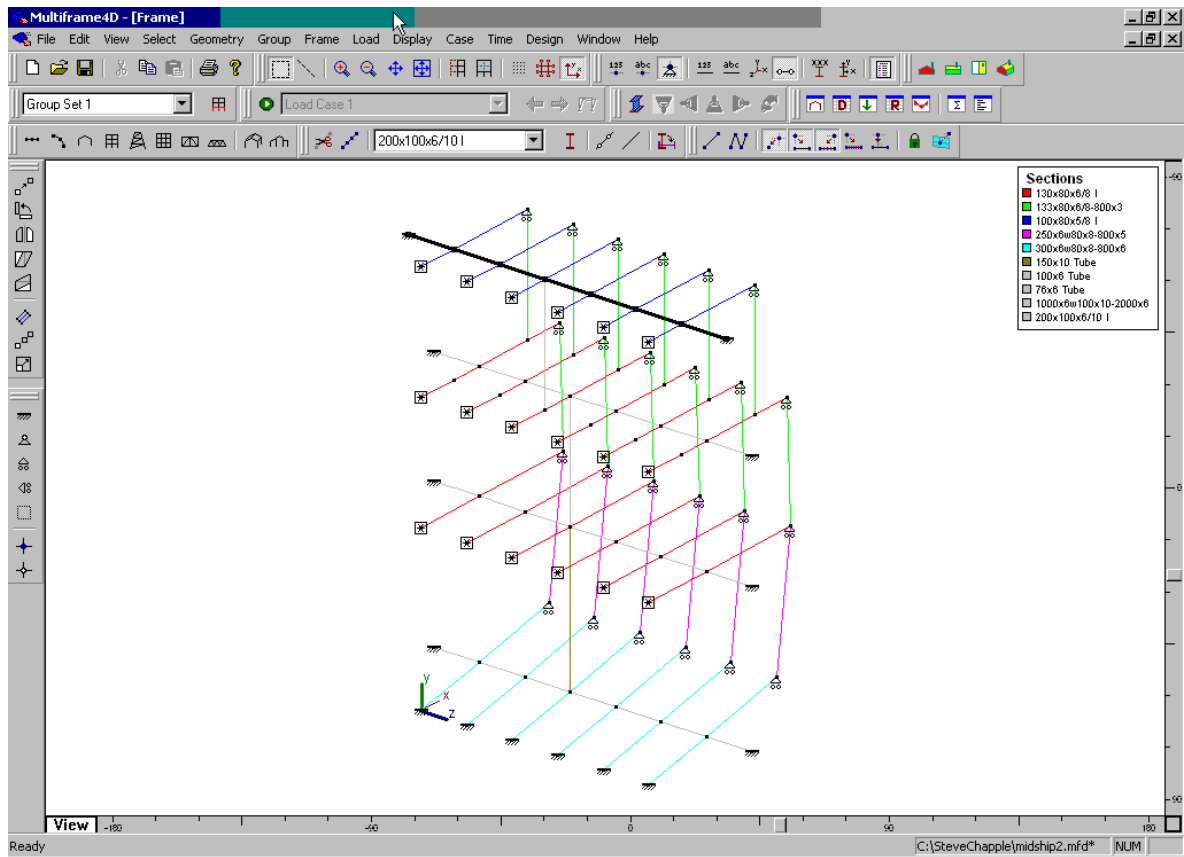 Multiframe4D - [Frame]
File Edit View Select Geometry Group Frame Load Display Case Time Design Window Help
Group Set 1
Load Case 1
200x100x6/10 I
Sections
130x80x6/8 I
133x80x6/8-800x3
100x80x5/8 I
250x6w80x8-800x5
300x6w80x8-800x6
150x10 Tube
100x6 Tube
76x6 Tube
1000x6w100x10-2000x6
200x100x6/10 I
y
x
z
View
-180
-90
0
90
180
Ready
C:\SteveChapple\midship2.mfd*
NUM